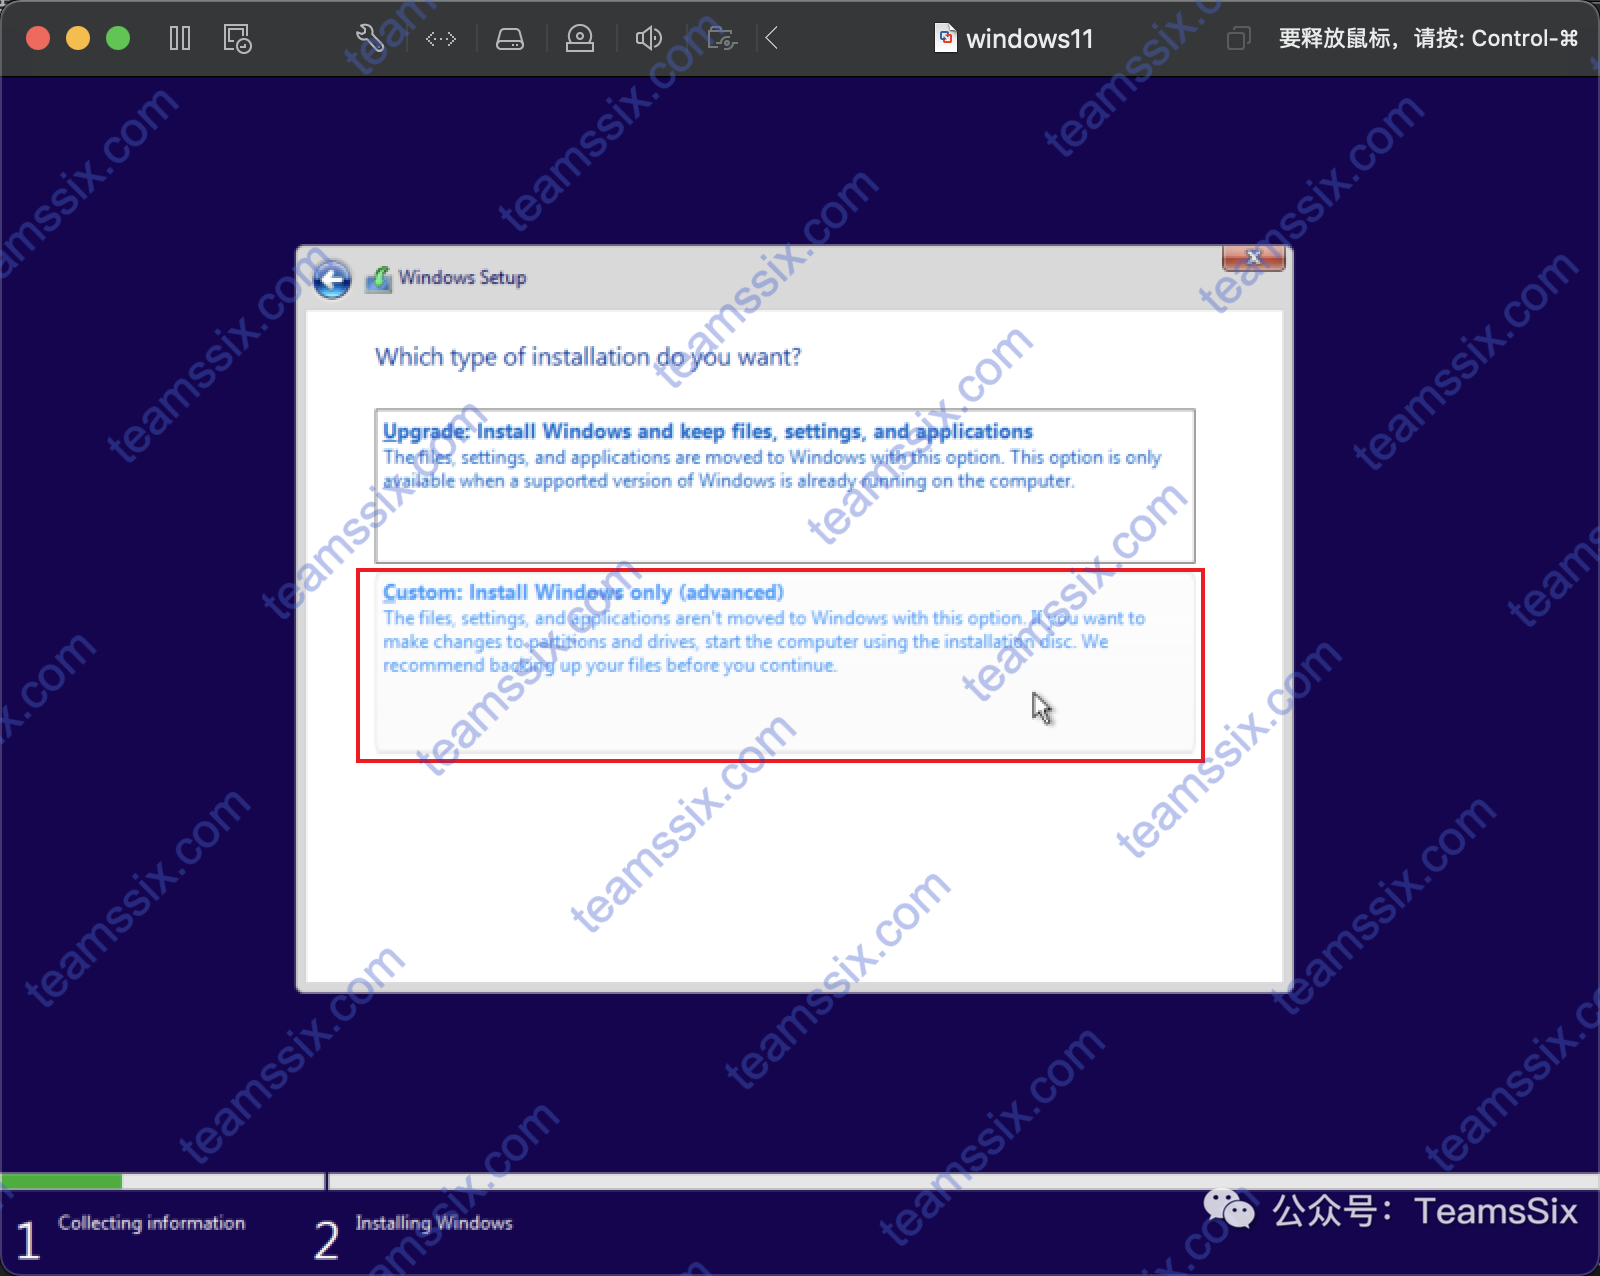 windows11
要释放鼠标，请按: Control-⌘
Windows Setup
Which type of installation do you want?
Upgrade: Install Windows and keep files, settings, and applications
The files, settings, and applications are moved to Windows with this option. This option is only
available when a supported version of Windows is already running on the computer.
Custom: Install Windows only (advanced)
The files, settings, and applications aren't moved to Windows with this option. If you want to
make changes to partitions and drives, start the computer using the installation disc. We
recommend backing up your files before you continue.
1 Collecting information
2 Installing Windows
公众号：TeamsSix
teamssix.com